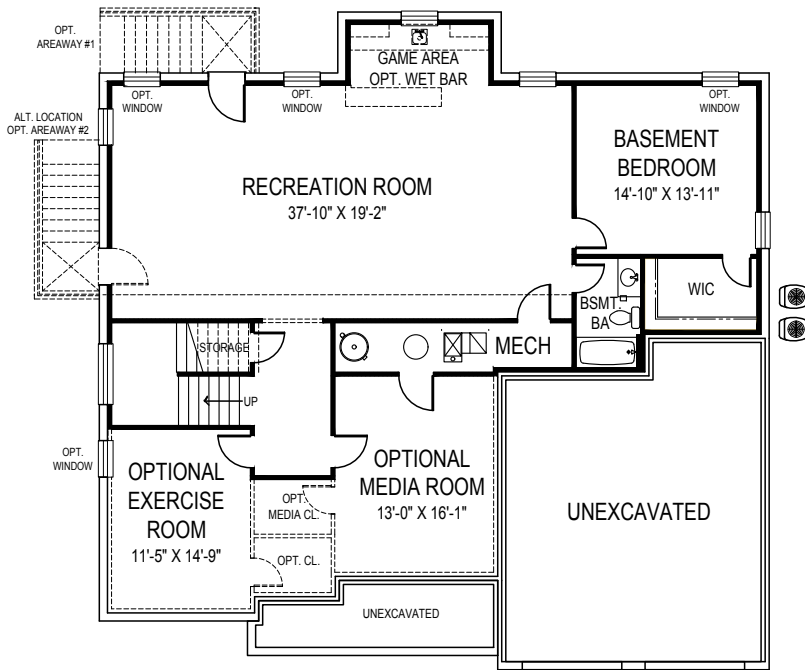 OPT.
AREAWAY #1
GAME AREA
OPT. WET BAR
OPT.
WINDOW
OPT.
WINDOW
OPT.
WINDOW
ALT. LOCATION
OPT. AREAWAY #2
BASEMENT
BEDROOM
14'-10" X 13'-11"
RECREATION ROOM
37'-10" X 19'-2"
WIC
BSMT.
BA
STORAGE
MECH
UP
OPT.
WINDOW
OPTIONAL
EXERCISE
ROOM
11'-5" X 14'-9"
OPTIONAL
MEDIA ROOM
13'-0" X 16'-1"
OPT.
MEDIA CL.
OPT. CL.
UNEXCAVATED
UNEXCAVATED